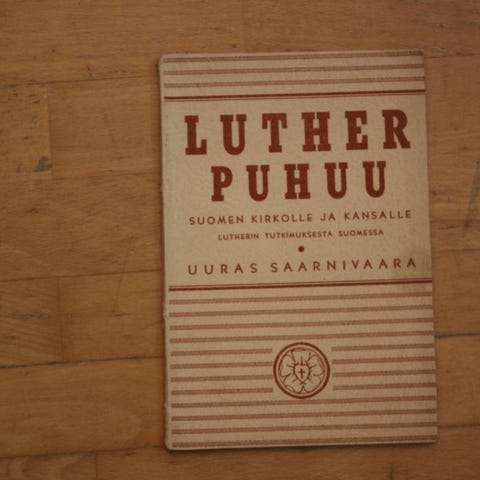 LUTHER
PUHUU
SUOMEN KIRKOLLE JA KANSALLE
LUTHERIN TUTKIMUKSESTA SUOMESSA
UURAS SAARNIVAARA